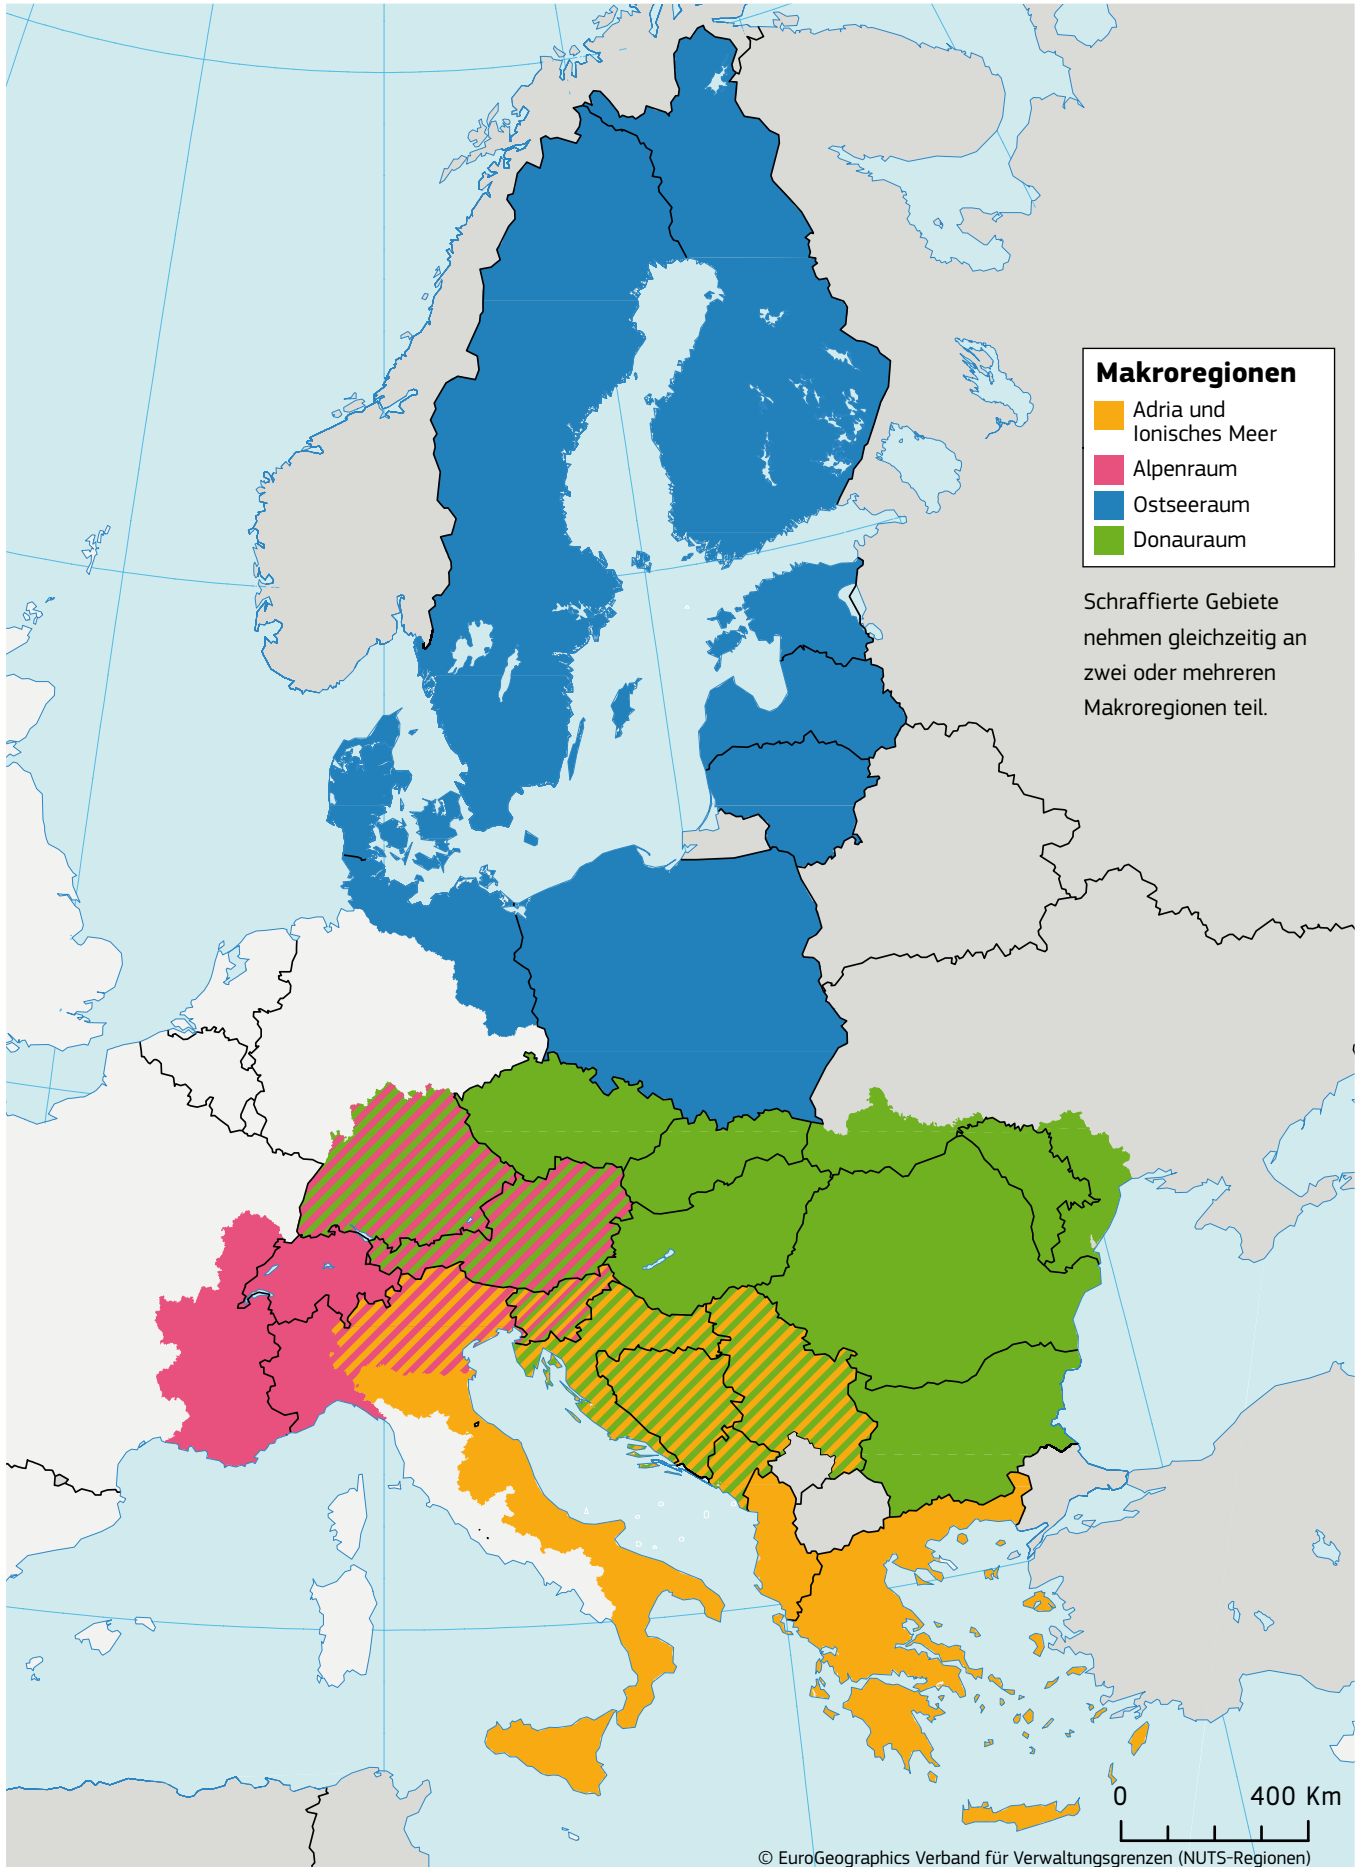 Makroregionen
Adria und
Ionisches Meer
Alpenraum
Ostseeraum
Donauraum
Schraffierte Gebiete
nehmen gleichzeitig an
zwei oder mehreren
Makroregionen teil.
0 400 Km
© EuroGeographics Verband für Verwaltungsgrenzen (NUTS-Regionen)